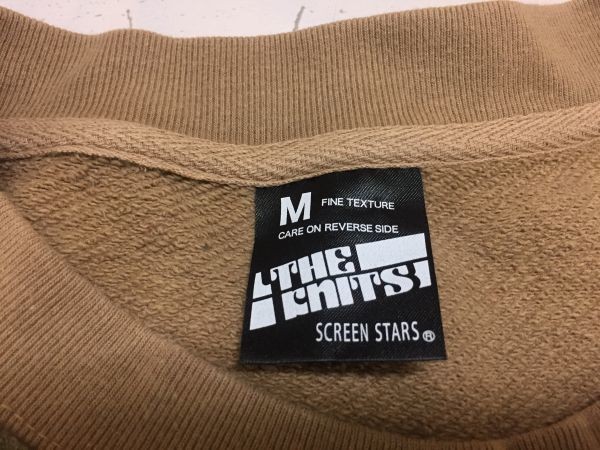 M FINE TEXTURE
CARE ON REVERSE SIDE
THE
KNITS
SCREEN STARS®